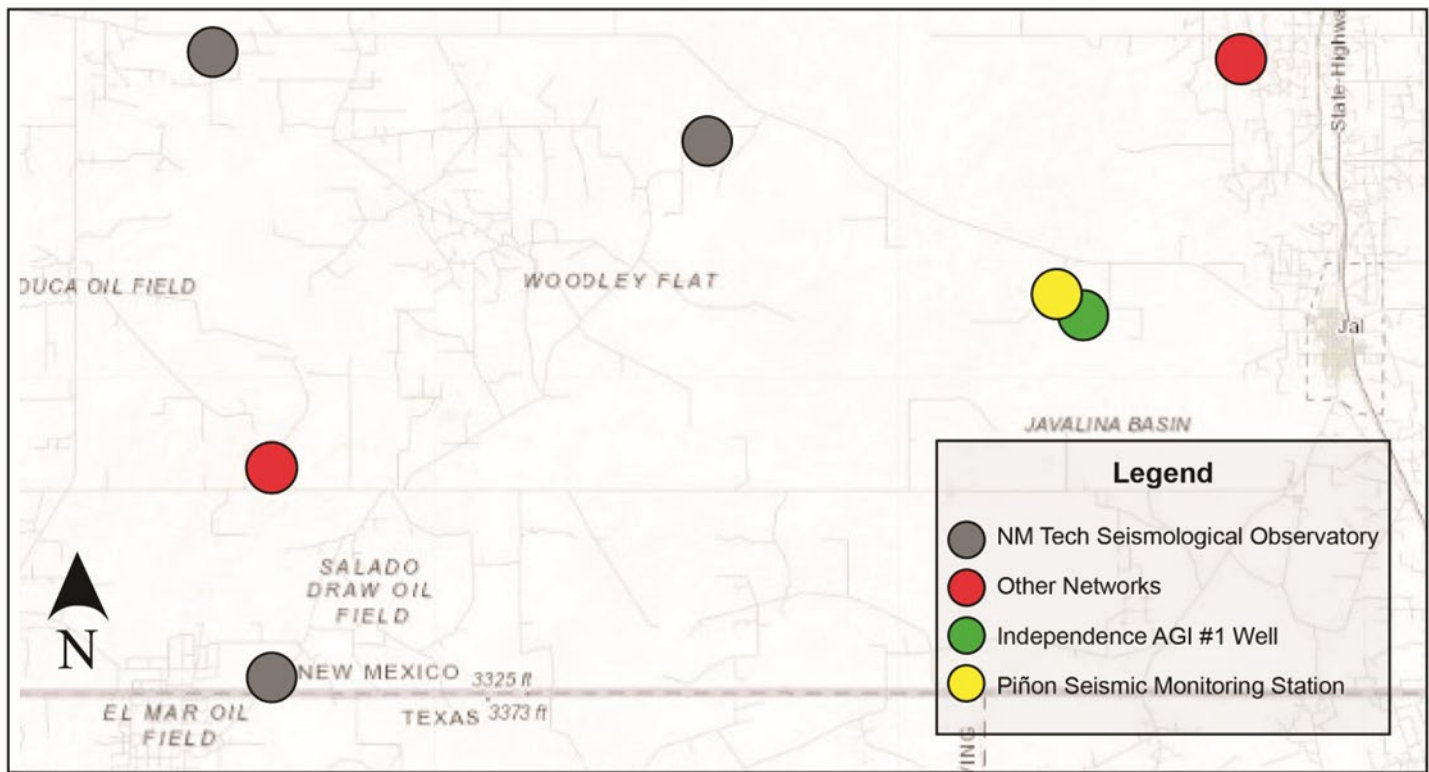 State Highwa
DUCA OIL FIELD
WOODLEY FLAT
Jal
JAVALINA BASIN
SALADO
DRAW OIL
FIELD
N
NEW MEXICO 3325 ft
TEXAS 3373 ft
EL MAR OIL
FIELD
VING
Legend
NM Tech Seismological Observatory
Other Networks
Independence AGI #1 Well
Piñon Seismic Monitoring Station